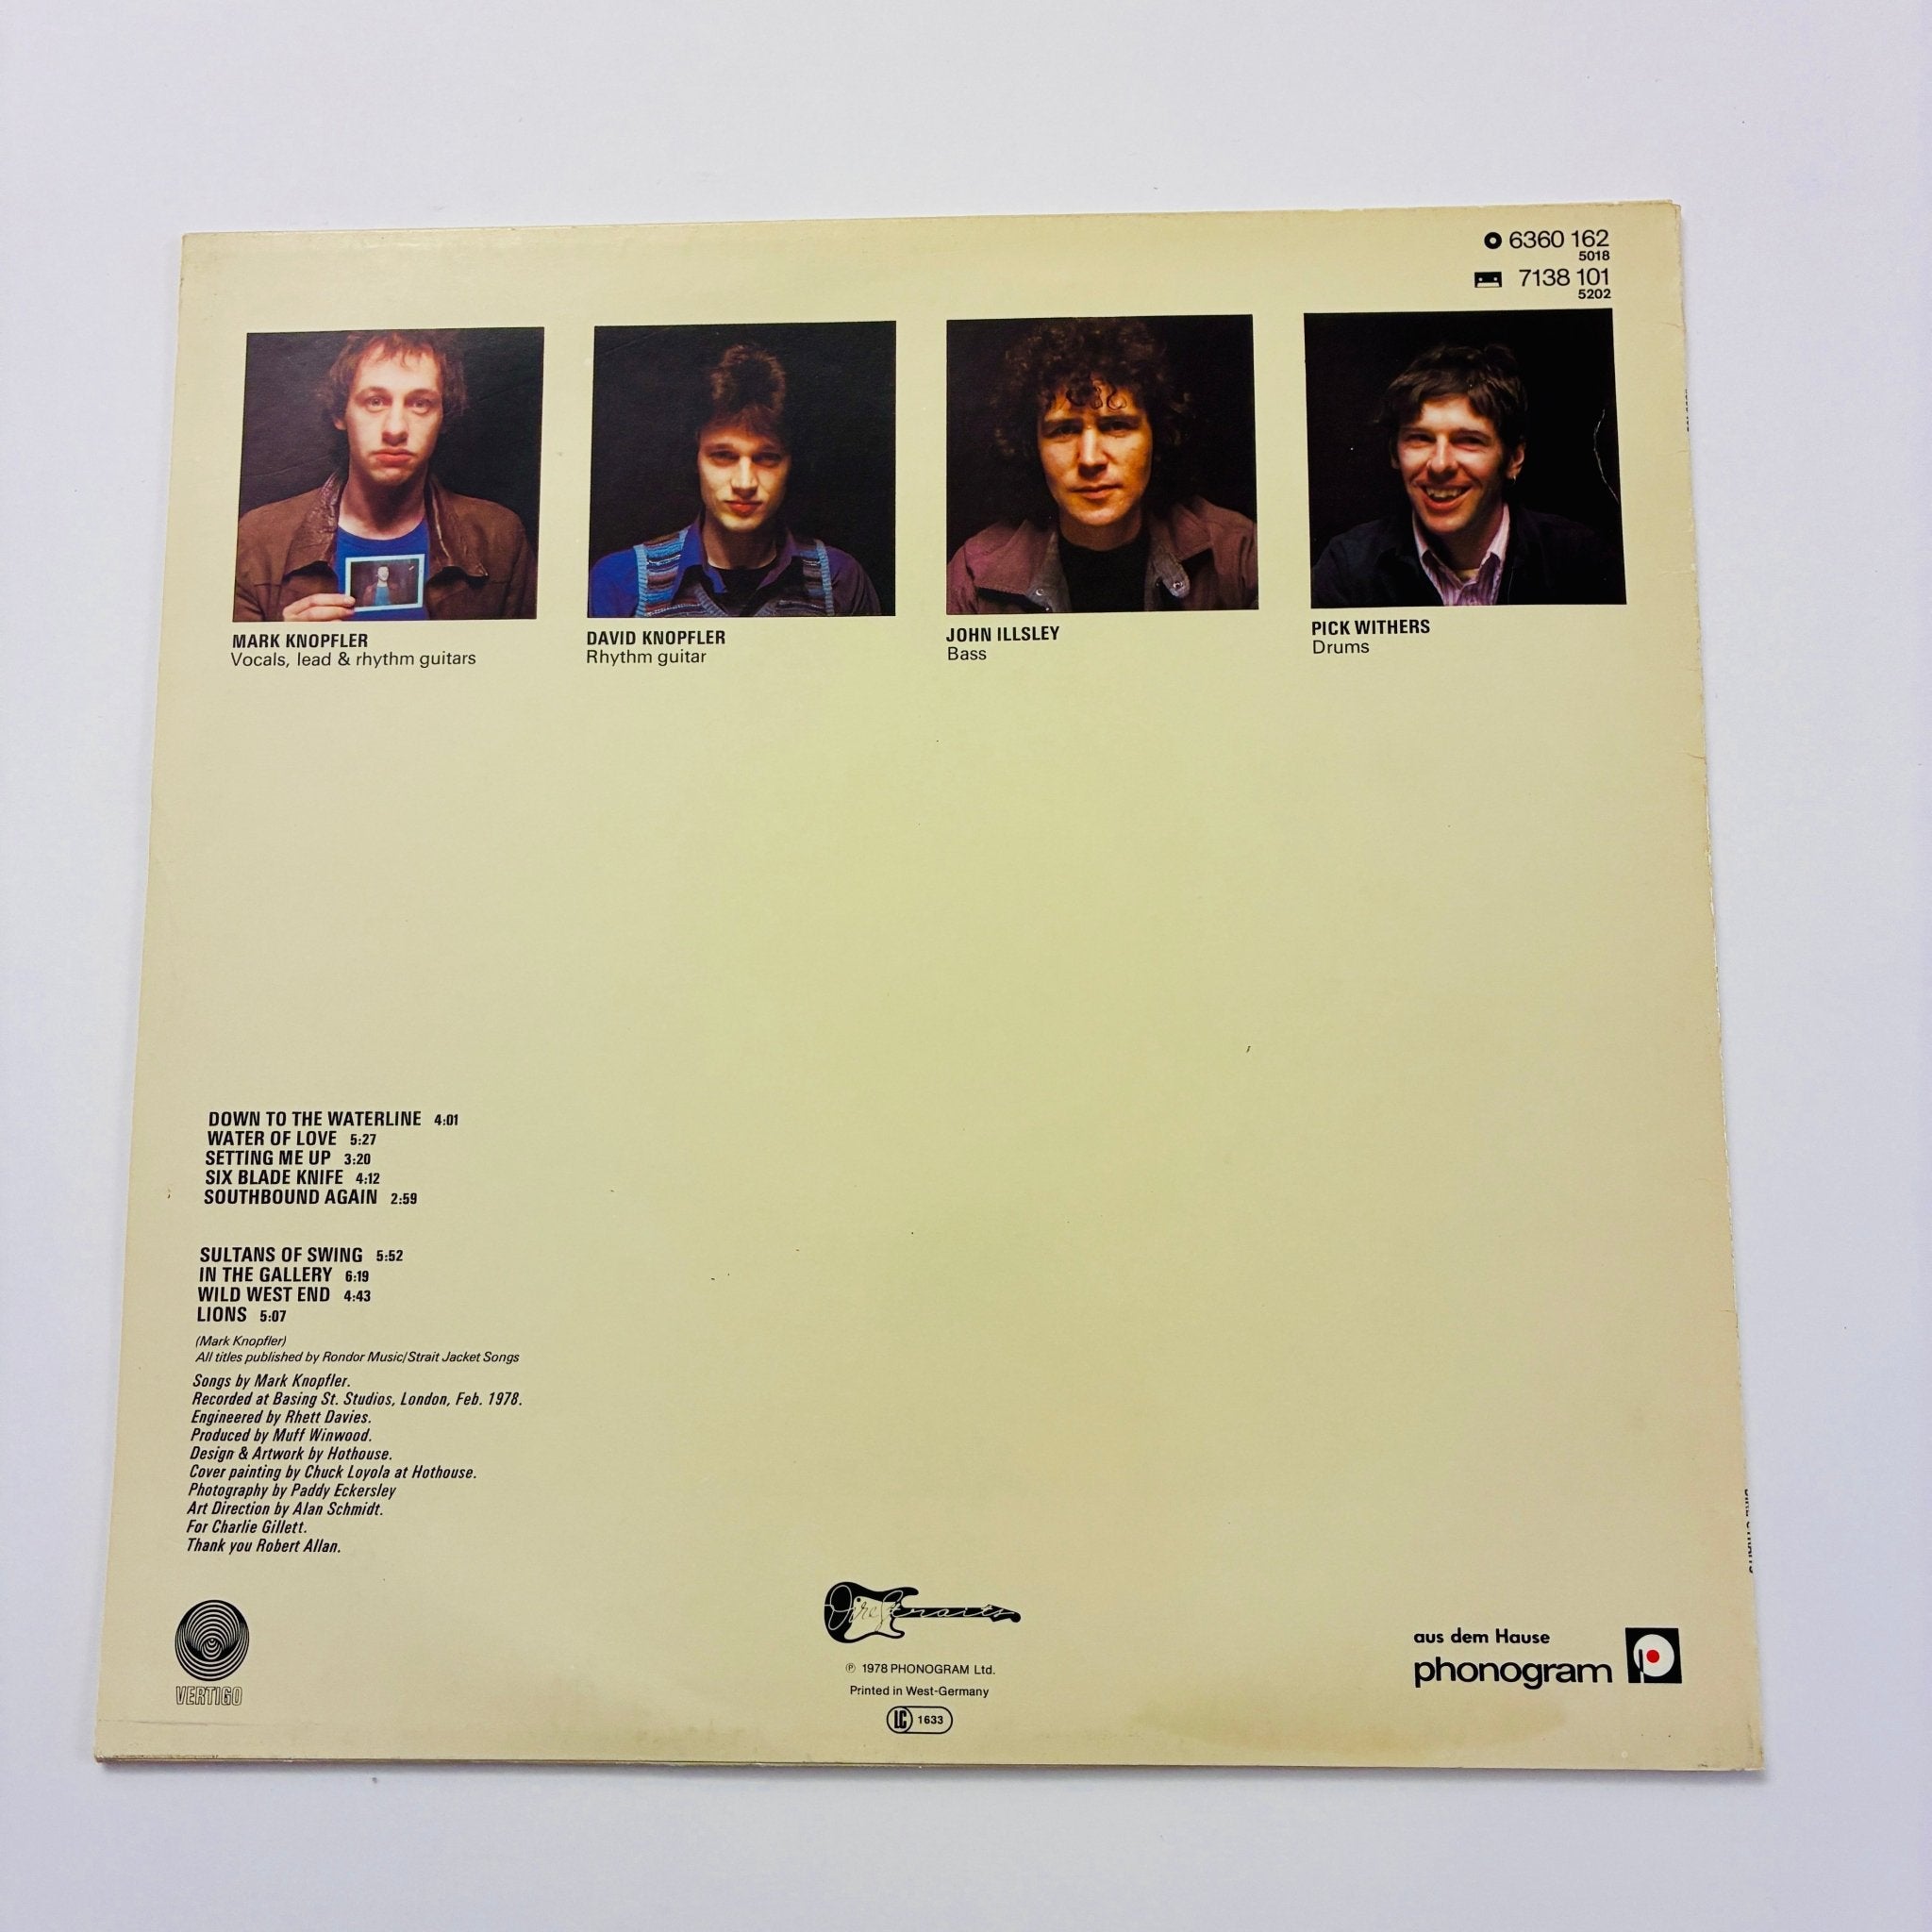 6360 162
5018
7138 101
5202
MARK KNOPFLER
Vocals, lead & rhythm guitars
DAVID KNOPFLER
Rhythm guitar
JOHN ILLSLEY
Bass
PICK WITHERS
Drums
DOWN TO THE WATERLINE 4:01
WATER OF LOVE 5:27
SETTING ME UP 3:20
SIX BLADE KNIFE 4:12
SOUTHBOUND AGAIN 2:59
SULTANS OF SWING 5:52
IN THE GALLERY 6:19
WILD WEST END 4:43
LIONS 5:07
(Mark Knopfler)
All titles published by Rondor Music/Strait Jacket Songs
Songs by Mark Knopfler.
Recorded at Basing St. Studios, London, Feb. 1978.
Engineered by Rhett Davies.
Produced by Muff Winwood.
Design & Artwork by Hothouse.
Cover painting by Chuck Loyola at Hothouse.
Photography by Paddy Eckersley
Art Direction by Alan Schmidt.
For Charlie Gillett.
Thank you Robert Allan.
VERTIGO
Dire Straits
℗ 1978 PHONOGRAM Ltd.
Printed in West-Germany
LC 1633
aus dem Hause
phonogram